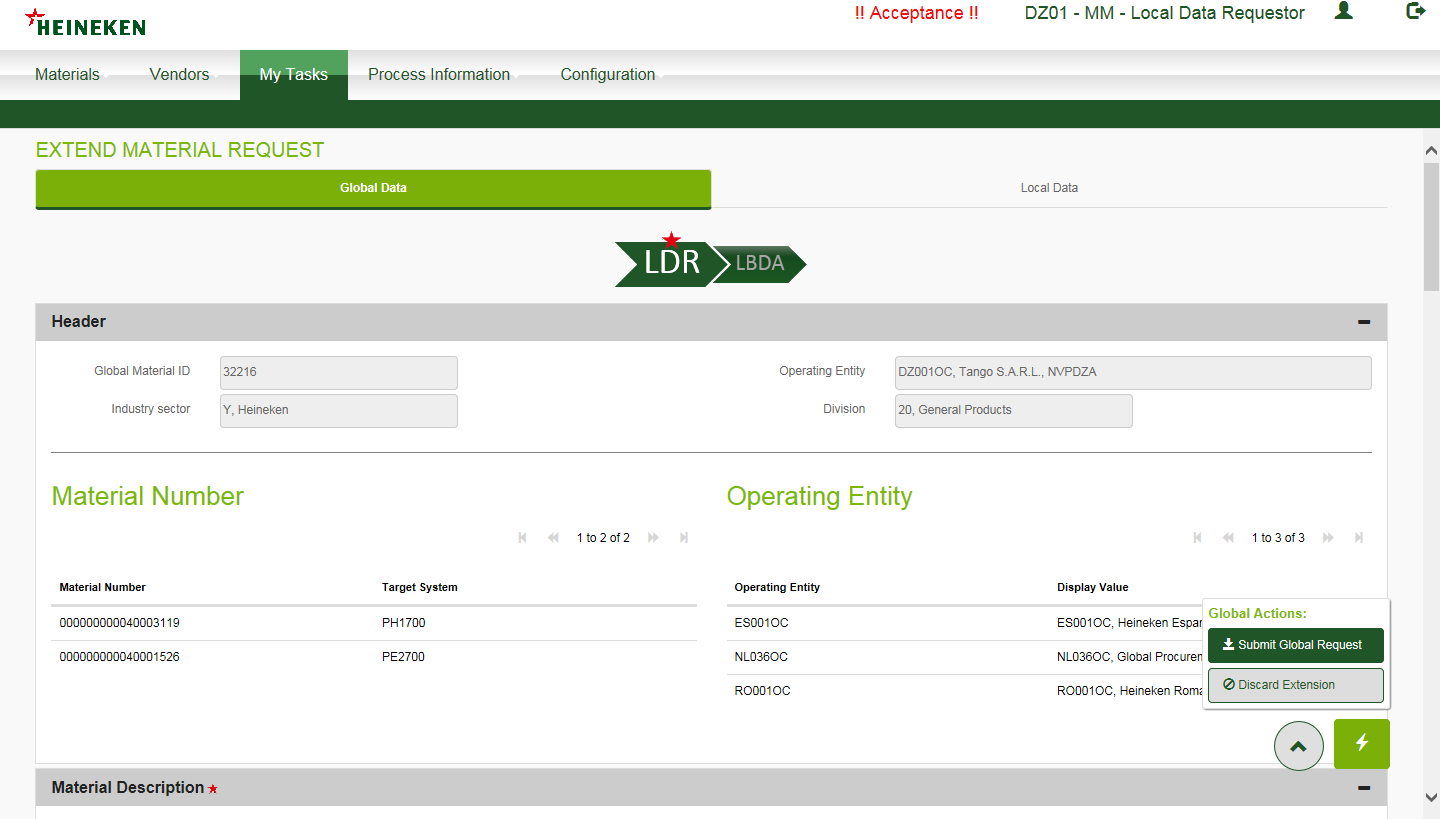 HEINEKEN
!! Acceptance !!
DZ01 - MM - Local Data Requestor
Materials
Vendors
My Tasks
Process Information
Configuration
EXTEND MATERIAL REQUEST
Global Data
Local Data
LDR
LBDA
Header
Global Material ID
32216
Operating Entity
DZ001OC, Tango S.A.R.L., NVPDZA
Industry sector
Y, Heineken
Division
20, General Products
Material Number
Operating Entity
1 to 2 of 2
1 to 3 of 3
Material Number
Target System
Operating Entity
Display Value
000000000040003119
PH1700
ES001OC
ES001OC, Heineken Espan
000000000040001526
PE2700
NL036OC
NL036OC, Global Procuren
RO001OC
RO001OC, Heineken Roma
Global Actions:
Submit Global Request
Discard Extension
Material Description